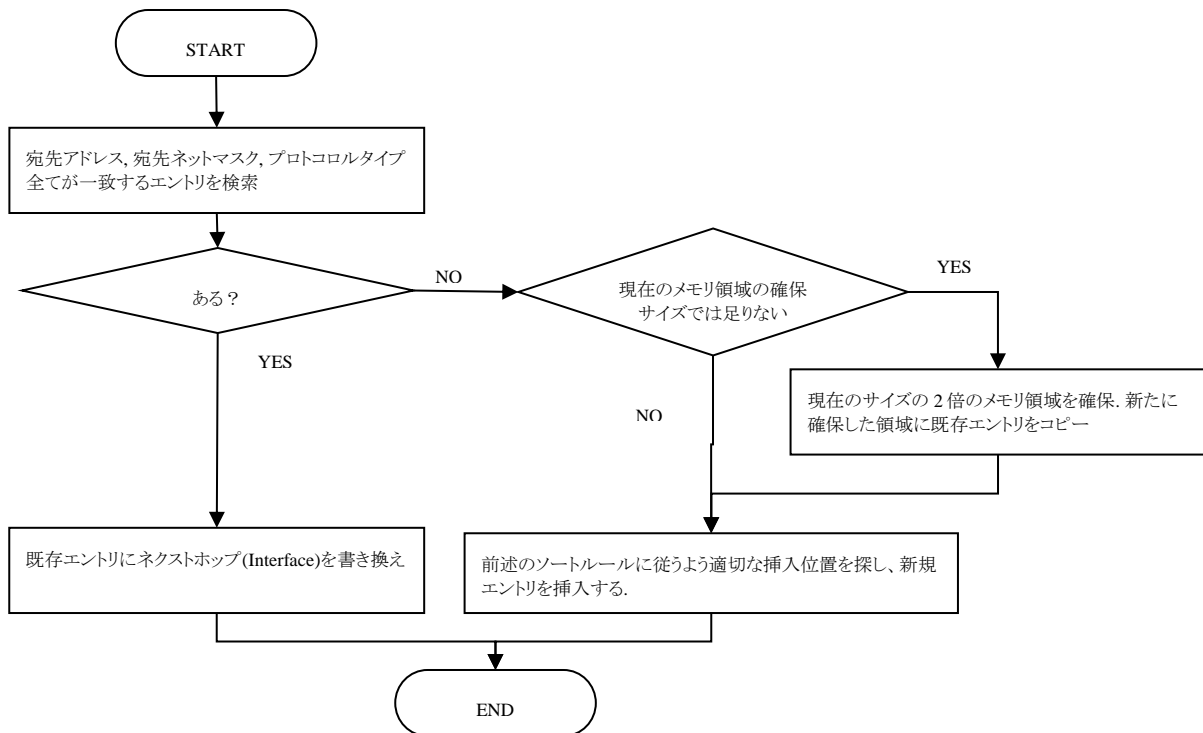 START
宛先アドレス, 宛先ネットマスク, プロトコロルタイプ
全てが一致するエントリを検索
ある？
NO
現在のメモリ領域の確保
サイズでは足りない
YES
YES
NO
現在のサイズの 2 倍のメモリ領域を確保. 新たに
確保した領域に既存エントリをコピー
既存エントリにネクストホップ(Interface)を書き換え
前述のソートルールに従うよう適切な挿入位置を探し、新規
エントリを挿入する.
END